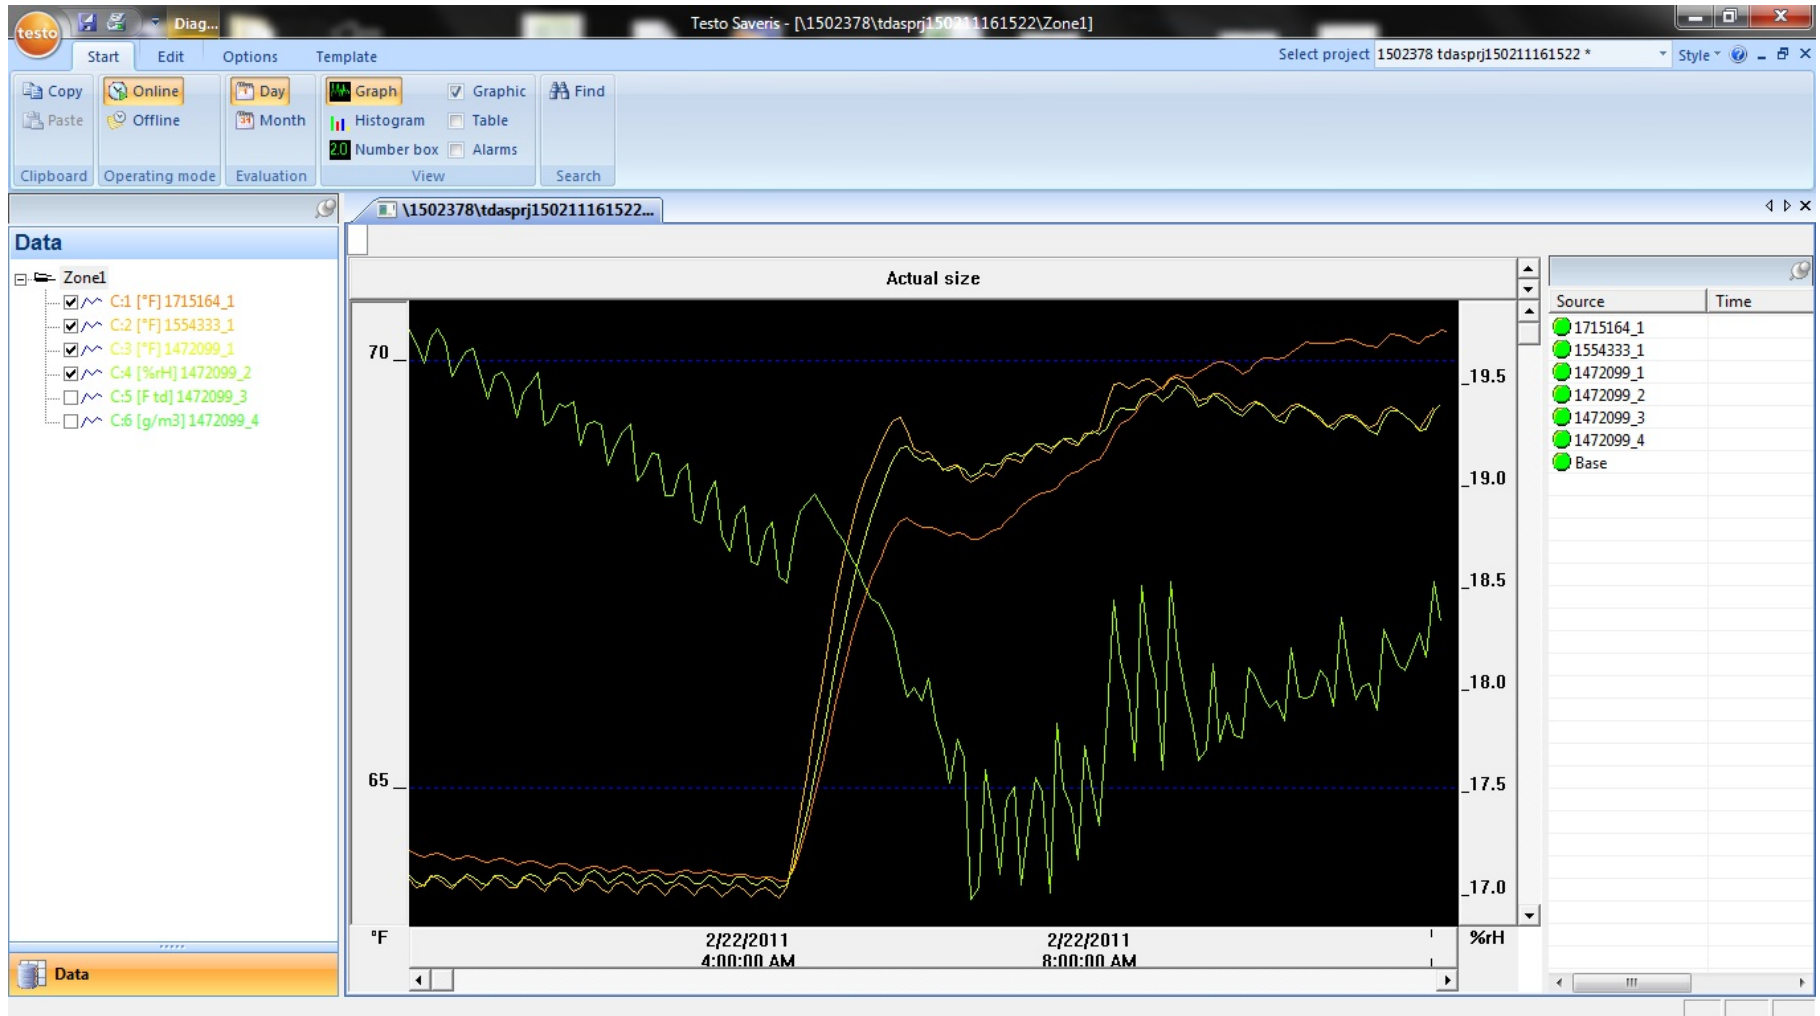 testo
Diag...
Testo Saveris - [\1502378\tdasprj150211161522\Zone1]
Start Edit Options Template
Select project 1502378 tdasprj150211161522 * Style
Copy Online Day Graph Graphic Find
Paste Offline Month Histogram Table
2.0 Number box Alarms
Clipboard Operating mode Evaluation View Search
\1502378\tdasprj150211161522...
Data
Zone1
C:1 [°F] 1715164_1
C:2 [°F] 1554333_1
C:3 [°F] 1472099_1
C:4 [%rH] 1472099_2
C:5 [F td] 1472099_3
C:6 [g/m3] 1472099_4
Data
Actual size
70
65
°F
19.5
19.0
18.5
18.0
17.5
17.0
%rH
2/22/2011
4:00:00 AM
2/22/2011
8:00:00 AM
Source Time
1715164_1
1554333_1
1472099_1
1472099_2
1472099_3
1472099_4
Base